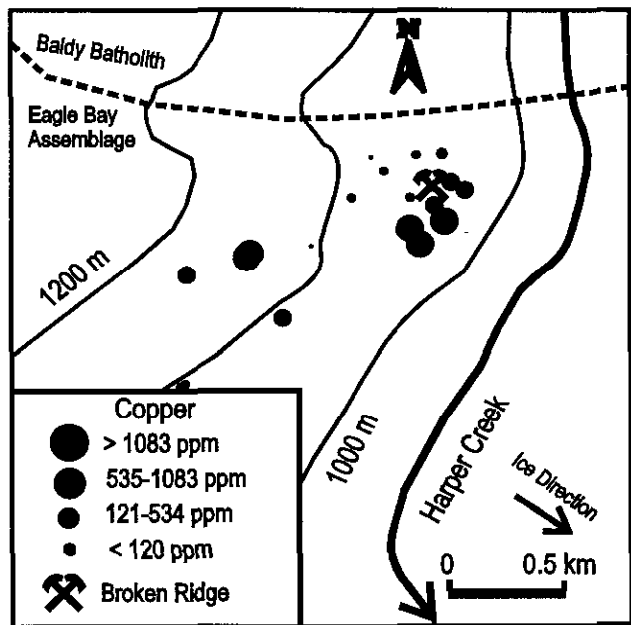 N
Baldy Batholith
Eagle Bay
Assemblage
1200 m
1000 m
Harper Creek
Ice Direction
0 0.5 km
Copper
> 1083 ppm
535-1083 ppm
121-534 ppm
< 120 ppm
Broken Ridge